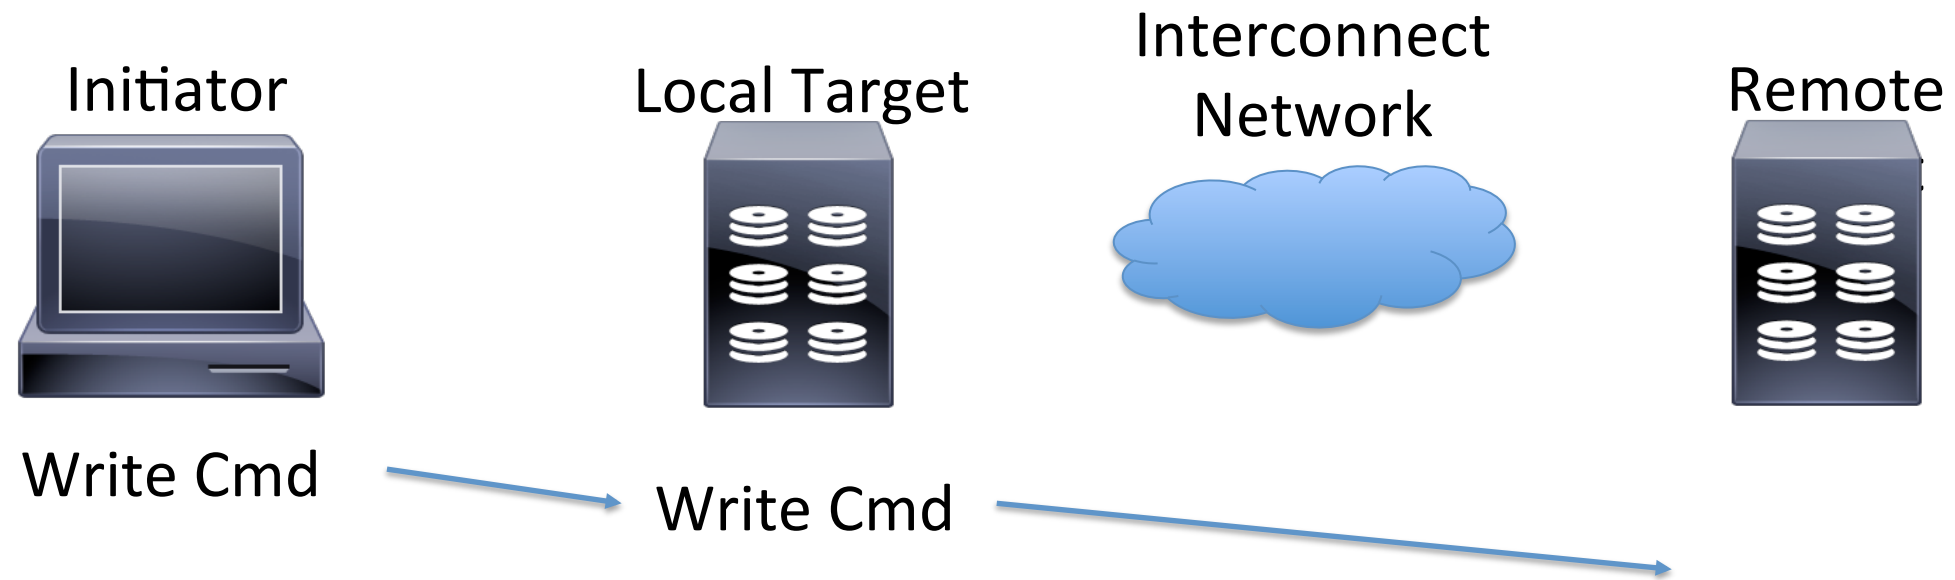 Initiator
Local Target
Interconnect
Network
Remote
Write Cmd
Write Cmd